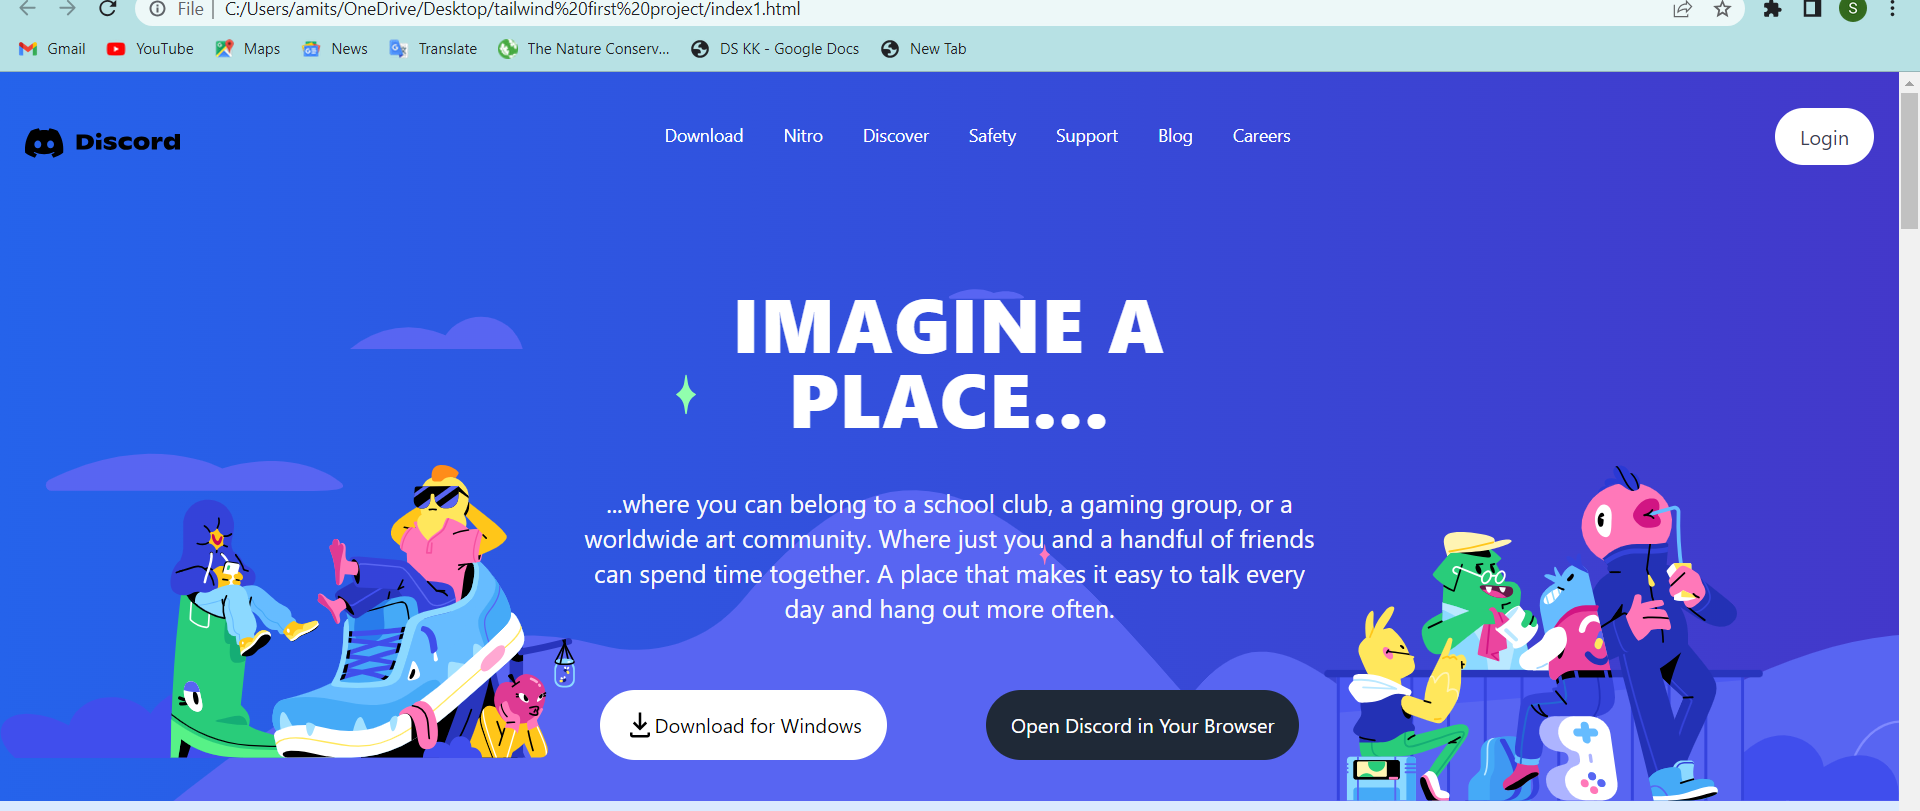 File C:/Users/amits/OneDrive/Desktop/tailwind%20first%20project/index1.html S
Gmail YouTube Maps News Translate The Nature Conserv... DS KK - Google Docs New Tab
Discord Download Nitro Discover Safety Support Blog Careers Login
IMAGINE A
PLACE...
...where you can belong to a school club, a gaming group, or a
worldwide art community. Where just you and a handful of friends
can spend time together. A place that makes it easy to talk every
day and hang out more often.
Download for Windows Open Discord in Your Browser